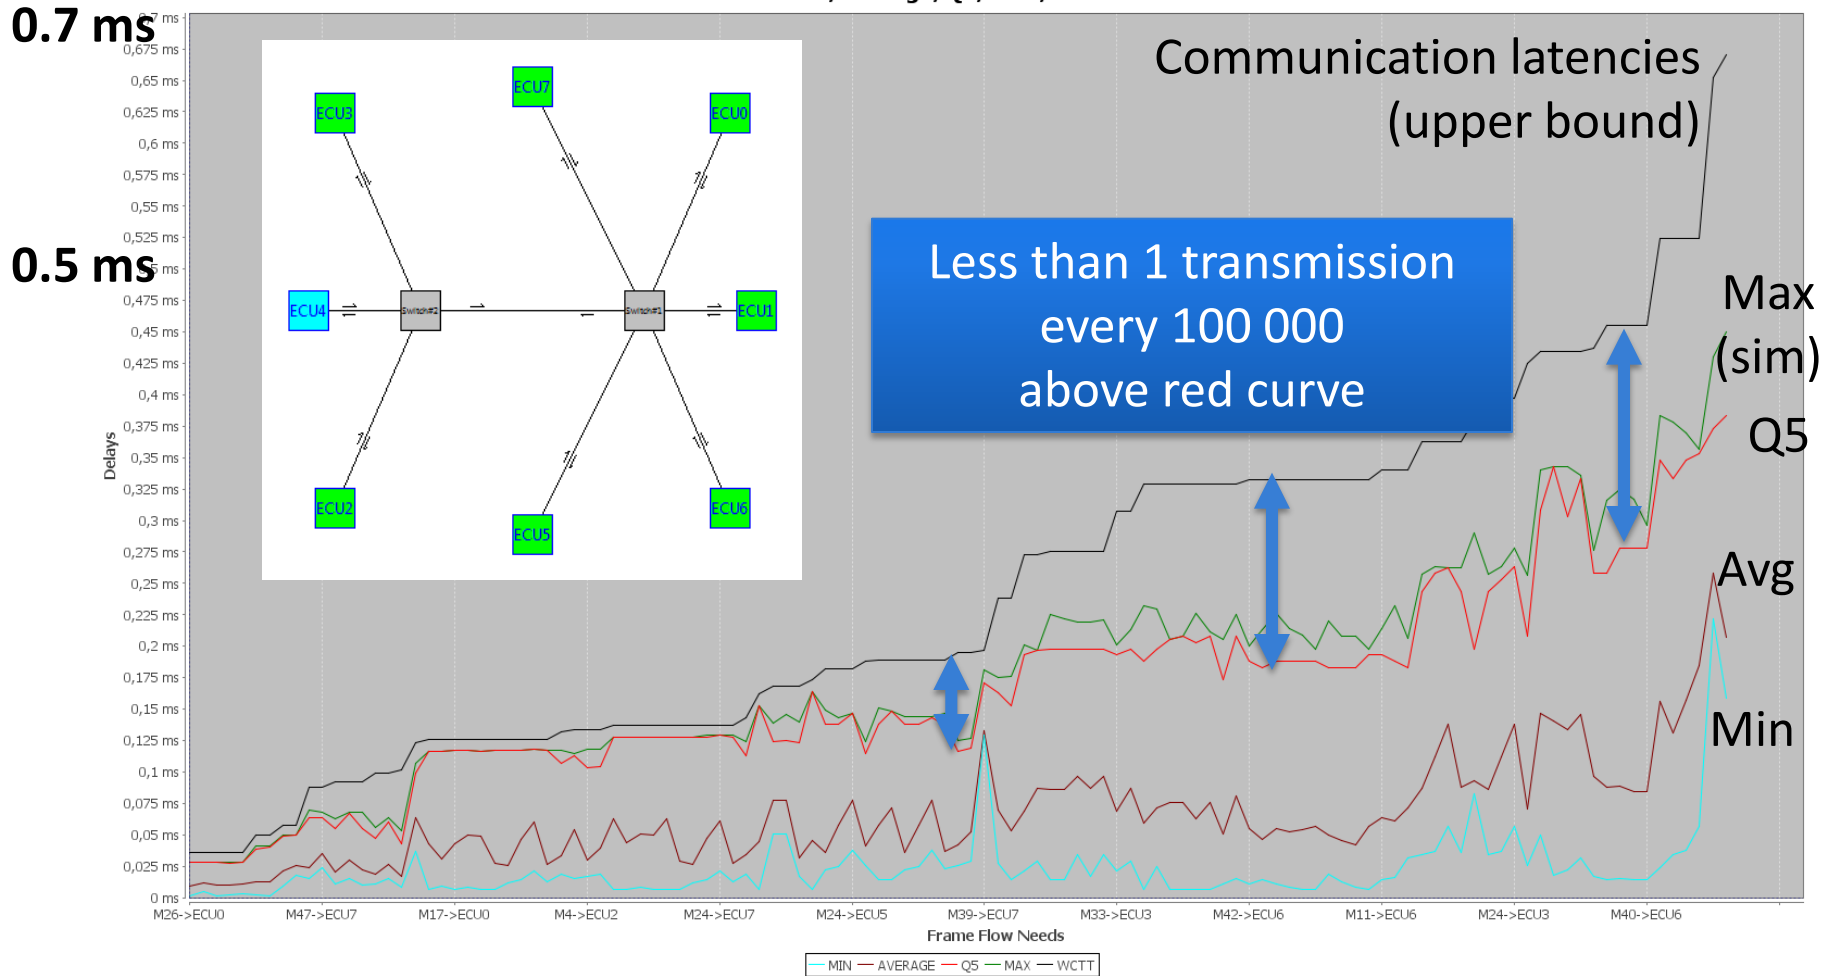 0.7 ms
0,7 ms
0,675 ms
0,65 ms
0,625 ms
0,6 ms
0,575 ms
0,55 ms
0,525 ms
0.5 ms
0,475 ms
0,45 ms
0,425 ms
0,4 ms
0,375 ms
0,35 ms
0,325 ms
0,3 ms
0,275 ms
0,25 ms
0,225 ms
0,2 ms
0,175 ms
0,15 ms
0,125 ms
0,1 ms
0,075 ms
0,05 ms
0,025 ms
0 ms
Delays
ECU3
ECU7
ECU0
ECU4
Switch#2
Switch#1
ECU1
ECU2
ECU5
ECU6
Communication latencies
(upper bound)
Less than 1 transmission
every 100 000
above red curve
Max
(sim)
Q5
Avg
Min
M26->ECU0
M47->ECU7
M17->ECU0
M4->ECU2
M24->ECU7
M24->ECU5
M39->ECU7
M33->ECU3
M42->ECU6
M11->ECU6
M24->ECU3
M40->ECU6
Frame Flow Needs
MIN
AVERAGE
Q5
MAX
WCTT